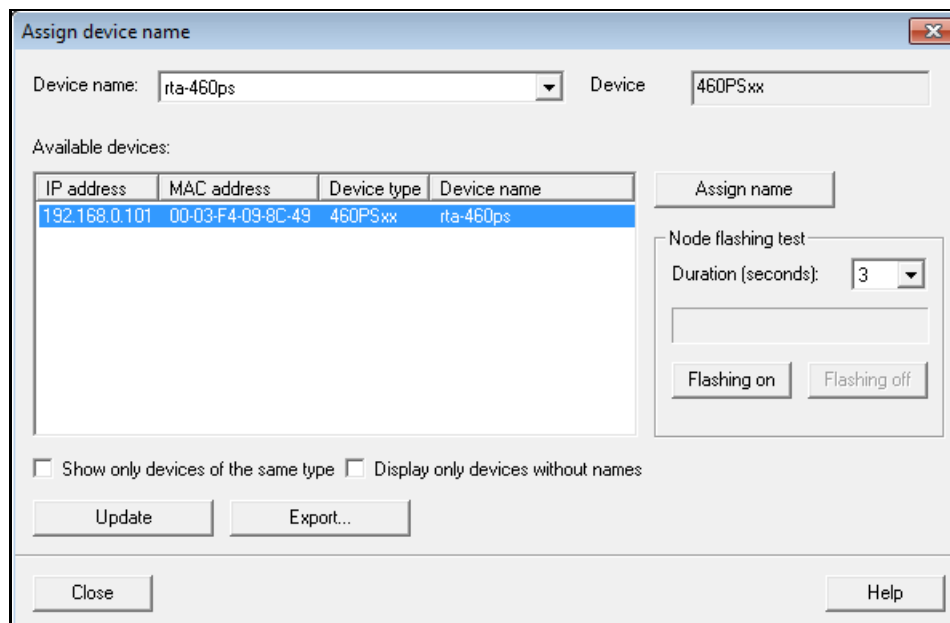 Assign device name
Device name: rta-460ps Device 460PSxx
Available devices:
IP address MAC address Device type Device name
192.168.0.101 00-03-F4-09-8C-49 460PSxx rta-460ps
Assign name
Node flashing test
Duration (seconds): 3
Flashing on Flashing off
Show only devices of the same type Display only devices without names
Update Export...
Close Help